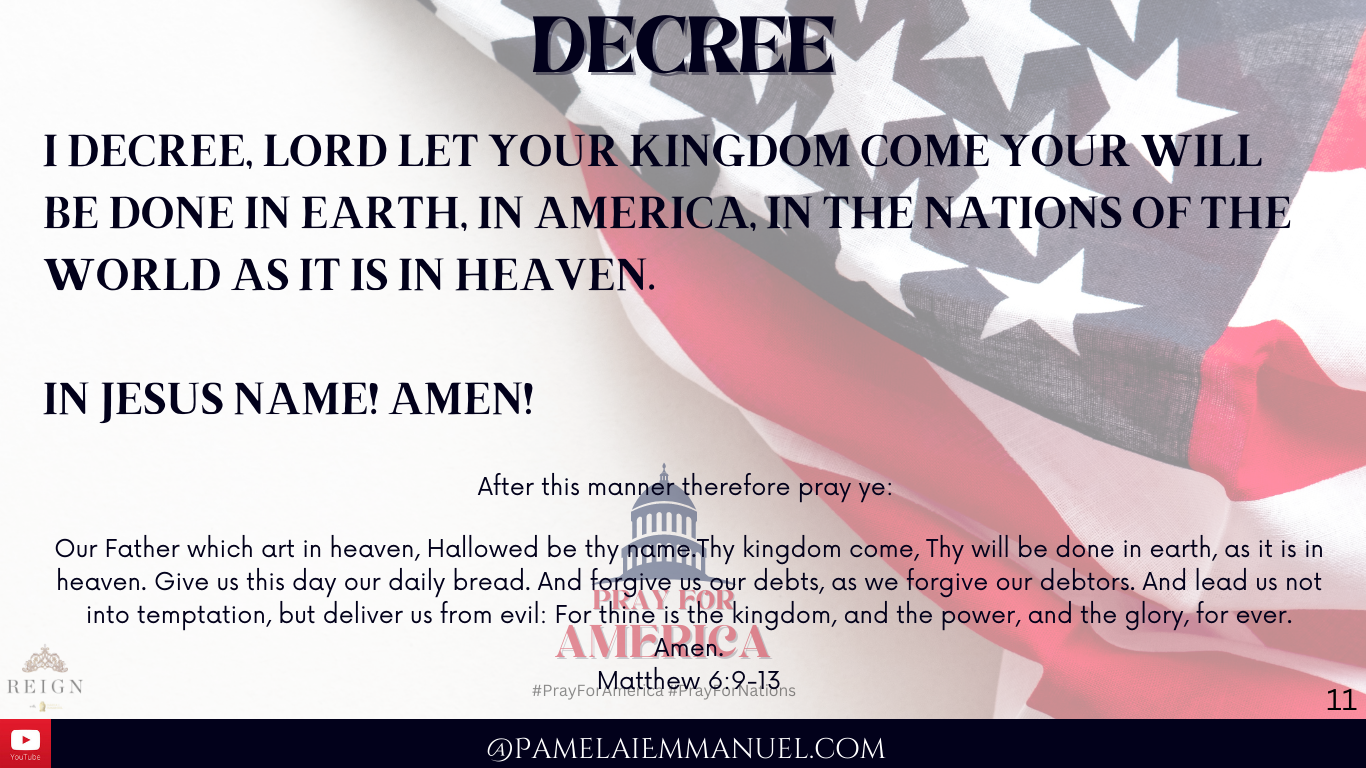 DECREE
I DECREE, LORD LET YOUR KINGDOM COME YOUR WILL
BE DONE IN EARTH, IN AMERICA, IN THE NATIONS OF THE
WORLD AS IT IS IN HEAVEN.
IN JESUS NAME! AMEN!
After this manner therefore pray ye:
Our Father which art in heaven, Hallowed be thy name.Thy kingdom come, Thy will be done in earth, as it is in
heaven. Give us this day our daily bread. And forgive us our debts, as we forgive our debtors. And lead us not
into temptation, but deliver us from evil: For thine is the kingdom, and the power, and the glory, for ever.
Amen.
Matthew 6:9-13
PRAY FOR
AMERICA
#PrayForAmerica #PrayForNations
REIGN
11
YouTube
@PAMELAIEMMANUEL.COM